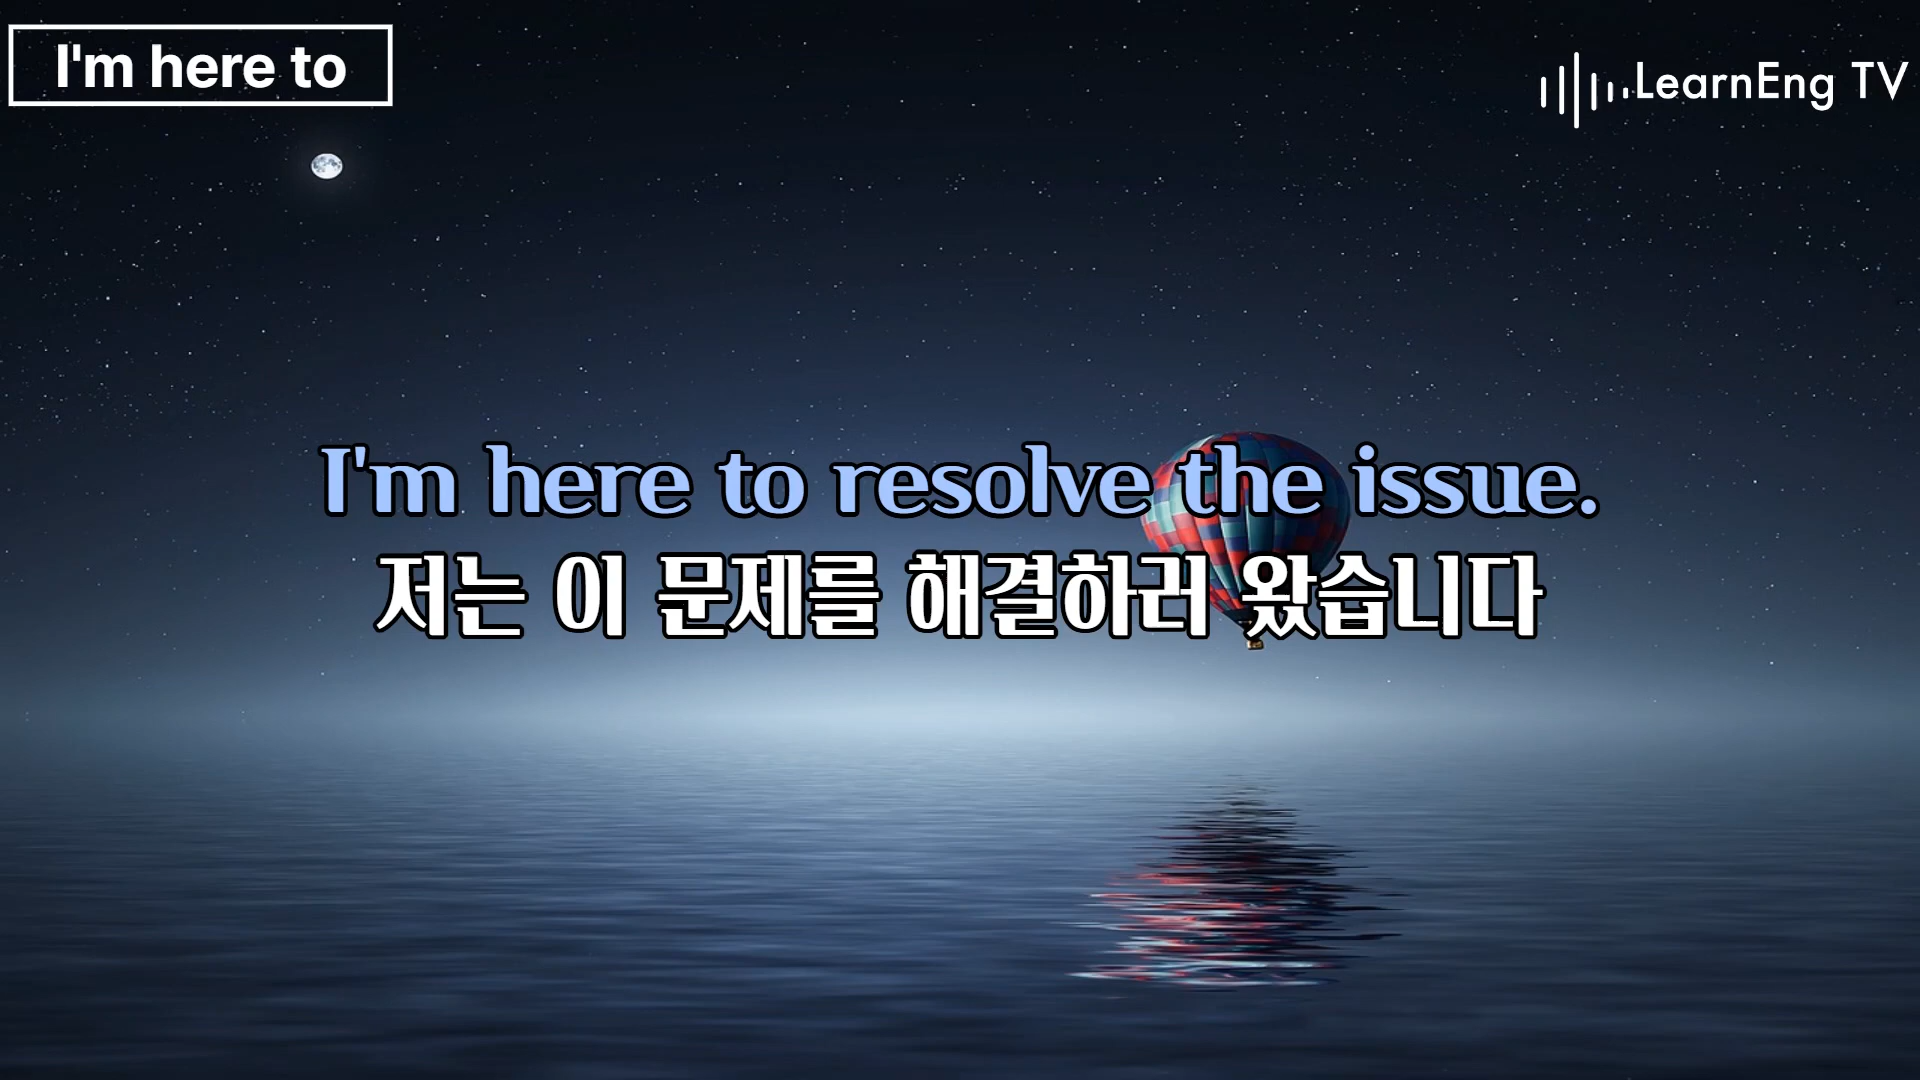 I'm here to
LearnEng TV
I'm here to resolve the issue.
저는 이 문제를 해결하러 왔습니다